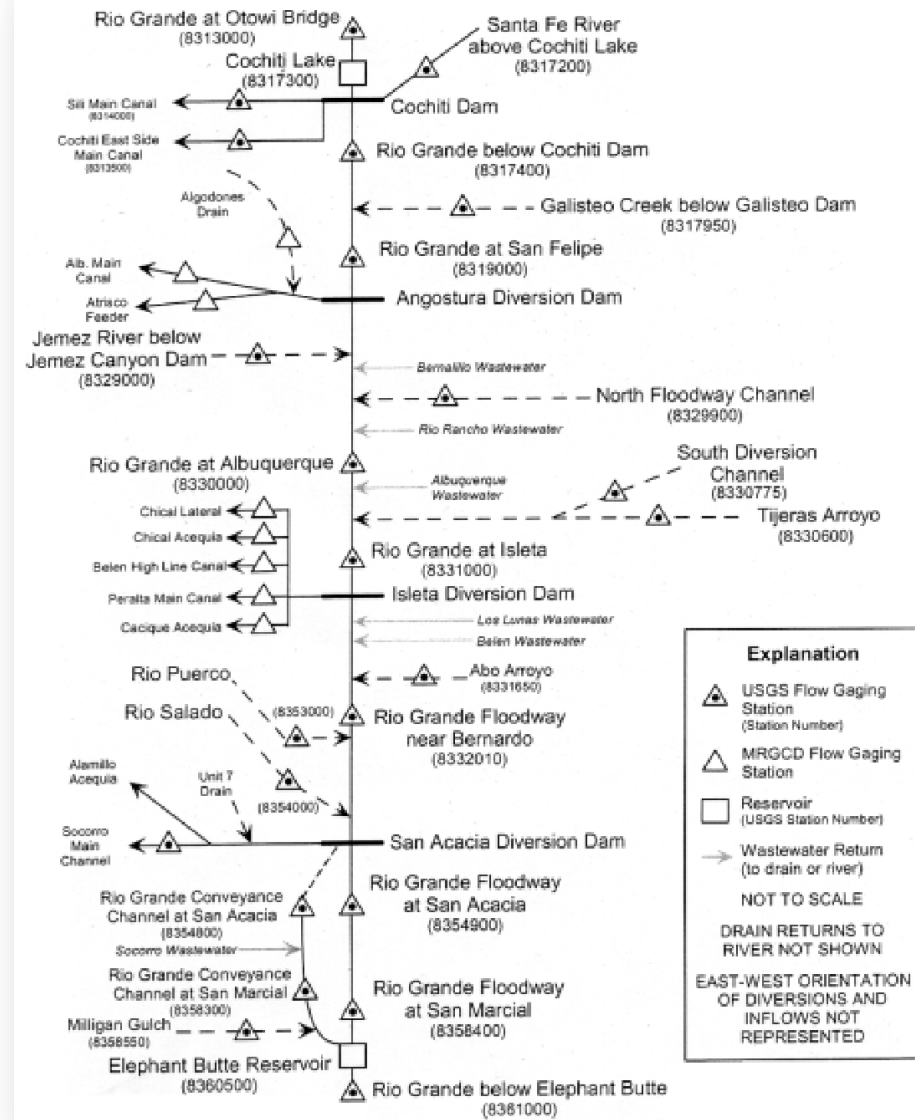 Rio Grande at Otowi Bridge
(8313000)
Santa Fe River
above Cochiti Lake
(8317200)
Cochiti Lake
(8317300)
Sili Main Canal
(8314000)
Cochiti Dam
Cochiti East Side
Main Canal
(8313500)
Rio Grande below Cochiti Dam
(8317400)
Algodones
Drain
Galisteo Creek below Galisteo Dam
(8317950)
Rio Grande at San Felipe
(8319000)
Alb. Main
Canal
Atrisco
Feeder
Angostura Diversion Dam
Jemez River below
Jemez Canyon Dam
(8329000)
Bernalillo Wastewater
North Floodway Channel
(8329900)
Rio Rancho Wastewater
Rio Grande at Albuquerque
(8330000)
South Diversion
Channel
(8330775)
Albuquerque
Wastewater
Chical Lateral
Tijeras Arroyo
(8330600)
Chical Acequia
Rio Grande at Isleta
(8331000)
Belen High Line Canal
Peralta Main Canal
Isleta Diversion Dam
Cacique Acequia
Los Lunas Wastewater
Belen Wastewater
Abo Arroyo
(8331650)
Rio Puerco
(8353000)
Rio Salado
Rio Grande Floodway
near Bernardo
(8332010)
Alamillo
Acequia
Unit 7
Drain
(8354000)
Socorro
Main
Channel
San Acacia Diversion Dam
Rio Grande Conveyance
Channel at San Acacia
(8354800)
Rio Grande Floodway
at San Acacia
(8354900)
Socorro Wastewater
Rio Grande Conveyance
Channel at San Marcial
(8358300)
Rio Grande Floodway
at San Marcial
(8358400)
Milligan Gulch
(8358550)
Elephant Butte Reservoir
(8360500)
Rio Grande below Elephant Butte
(8361000)
Explanation
USGS Flow Gaging
Station
(Station Number)
MRGCD Flow Gaging
Station
Reservoir
(USGS Station Number)
Wastewater Return
(to drain or river)
NOT TO SCALE
DRAIN RETURNS TO
RIVER NOT SHOWN
EAST-WEST ORIENTATION
OF DIVERSIONS AND
INFLOWS NOT
REPRESENTED